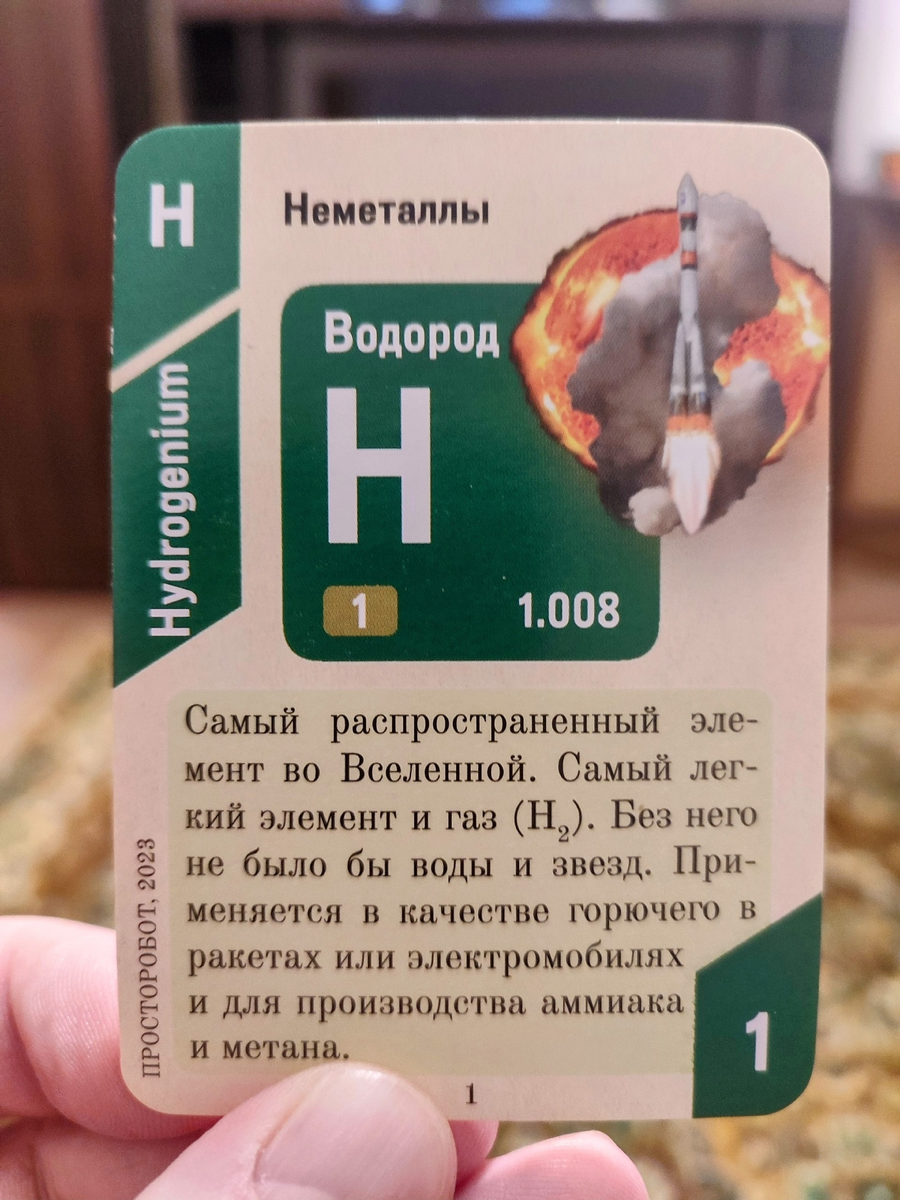 H
Неметаллы
Hydrogenium
Водород
H
1
1.008
Самый распространенный эле-
мент во Вселенной. Самый лег-
кий элемент и газ (H₂). Без него
не было бы воды и звезд. При-
меняется в качестве горючего в
ракетах или электромобилях
и для производства аммиака
и метана.
ПРОСТОРОБОТ, 2023
1
1